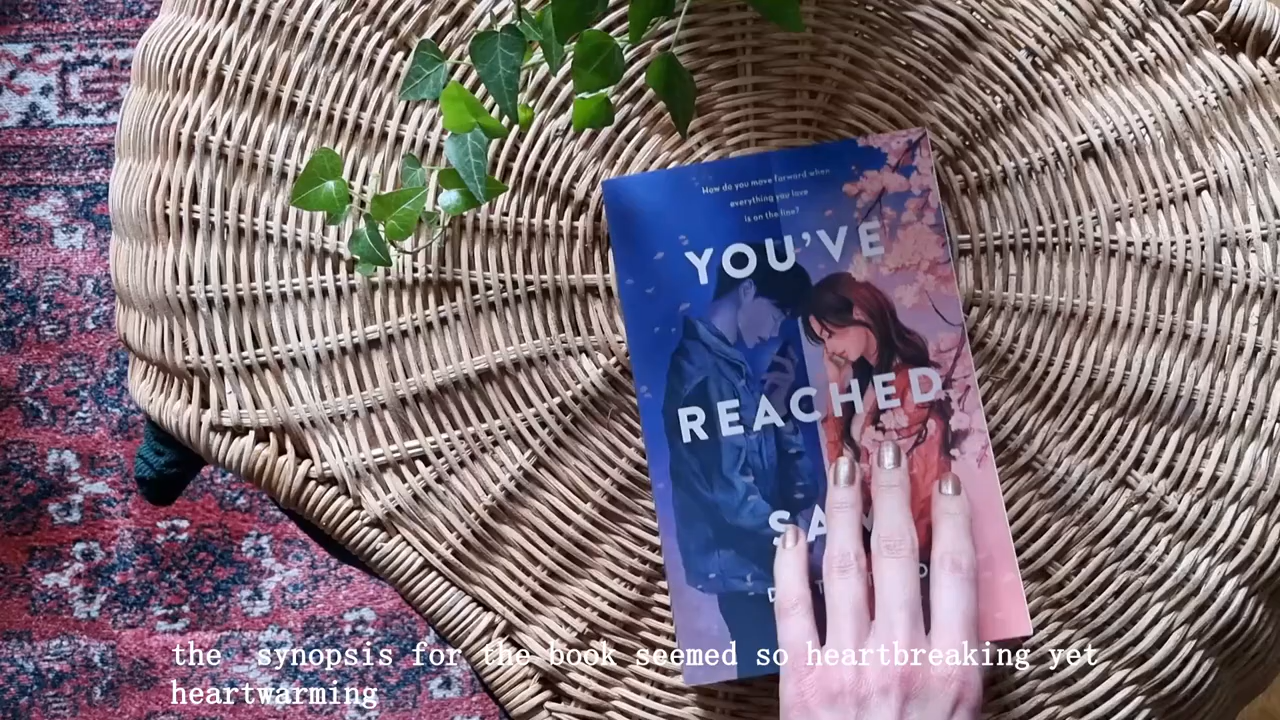 How do you move forward when
everything you love
is on the line?
YOU'VE
REACHED
SA
the synopsis for the book seemed so heartbreaking yet
heartwarming